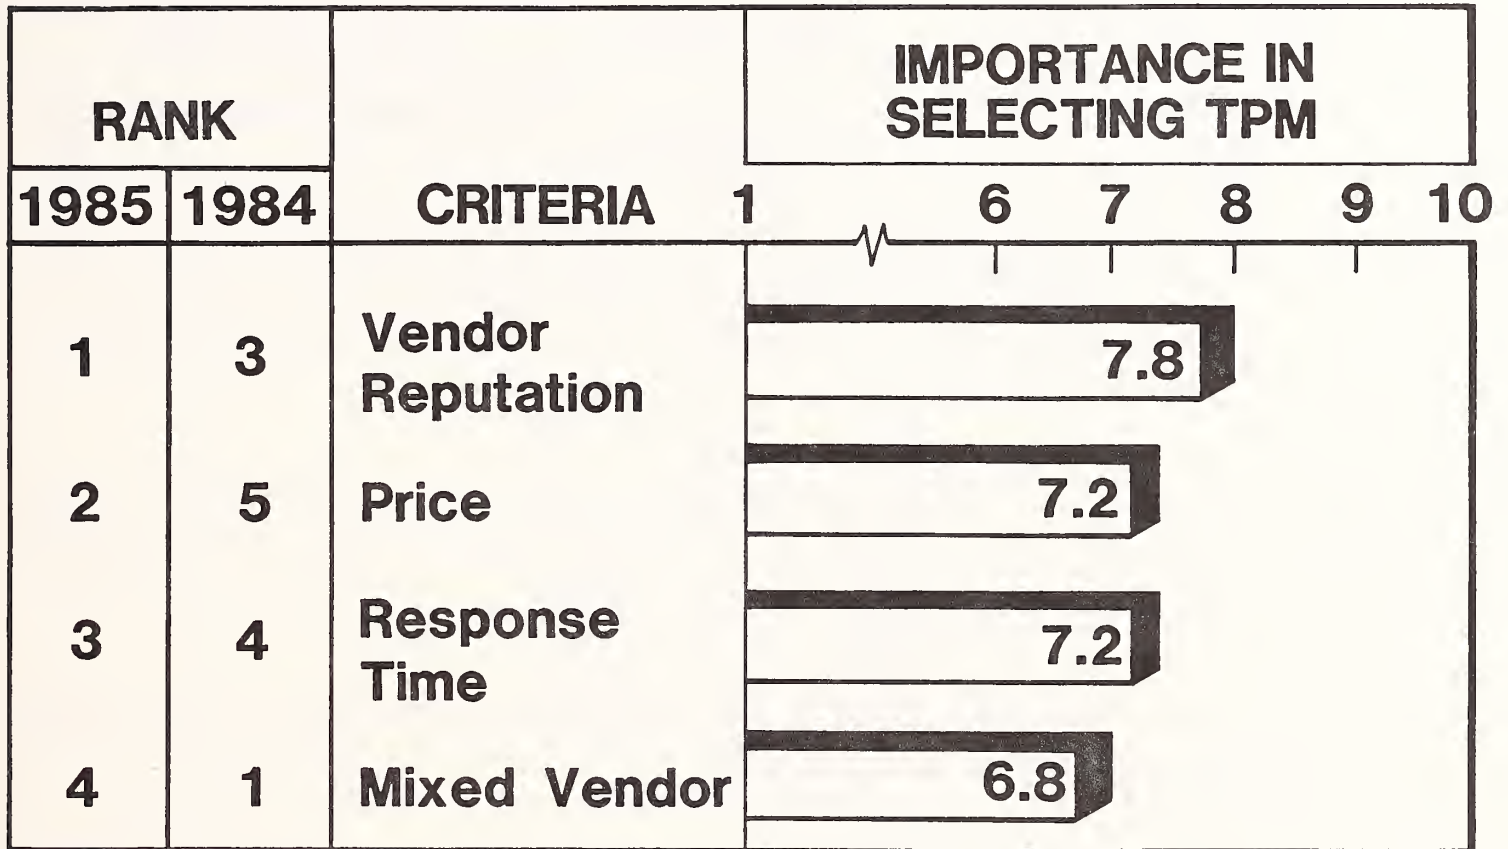 RANK
IMPORTANCE IN
SELECTING TPM
1985 1984 CRITERIA 1 6 7 8 9 10
1 3 Vendor
Reputation
7.8
2 5 Price 7.2
3 4 Response
Time
7.2
4 1 Mixed Vendor 6.8